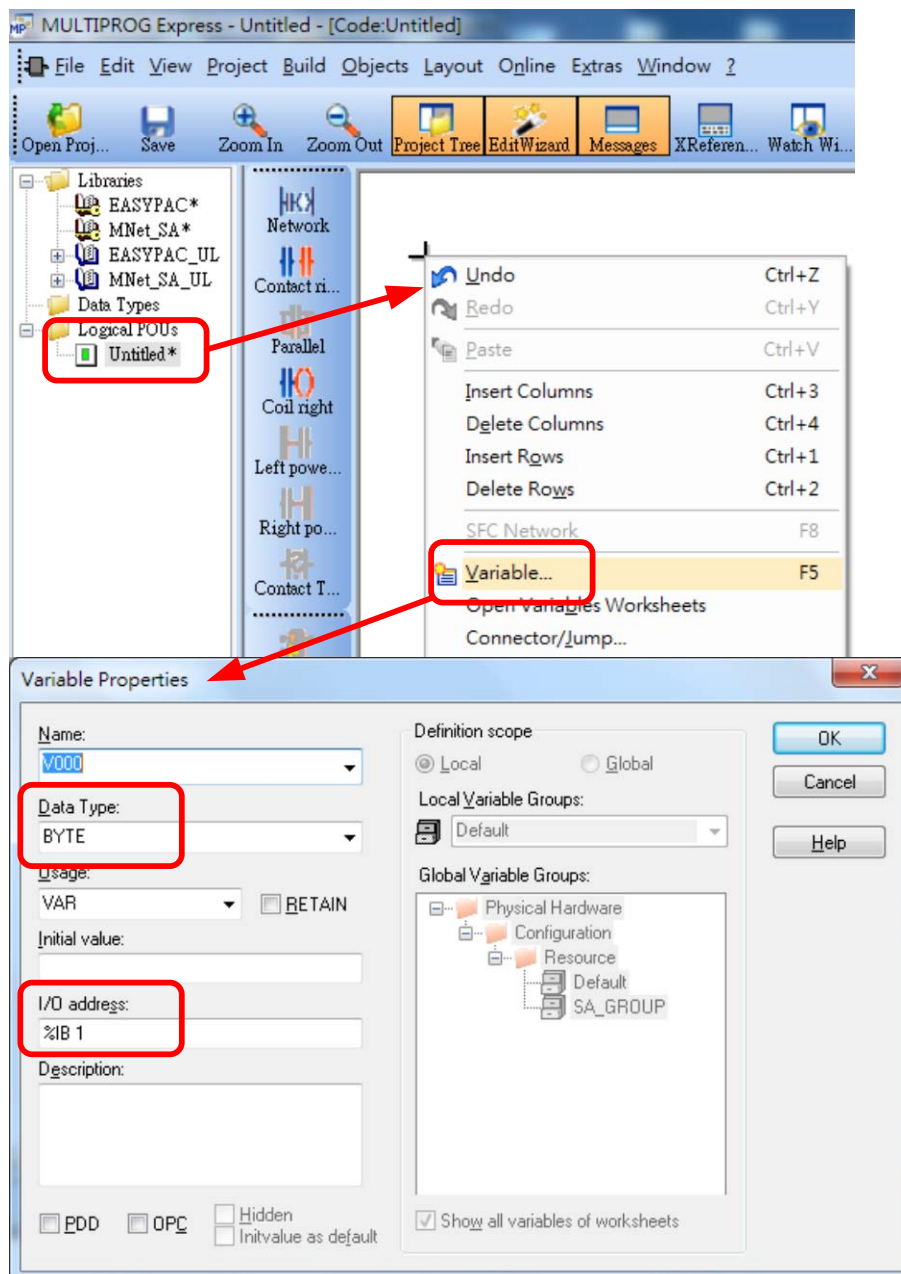 MULTIPROG Express - Untitled - [Code:Untitled]
File Edit View Project Build Objects Layout Online Extras Window ?
Open Proj... Save Zoom In Zoom Out Project Tree EditWizard Messages XReferen... Watch Wi...
Libraries
EASYPAC*
MNet_SA*
EASYPAC_UL
MNet_SA_UL
Data Types
Logical POUs
Untitled*
Network
Contact ri...
Parallel
Coil right
Left powe...
Right po...
Contact T...
Undo Ctrl+Z
Redo Ctrl+Y
Paste Ctrl+V
Insert Columns Ctrl+3
Delete Columns Ctrl+4
Insert Rows Ctrl+1
Delete Rows Ctrl+2
SFC Network F8
Variable... F5
Open Variables Worksheets
Connector/Jump...
Variable Properties
Name:
V000
Data Type:
BYTE
Usage:
VAR
RETAIN
Initial value:
I/O address:
%IB 1
Description:
PDD
OPC
Hidden
Initvalue as default
Definition scope
Local
Global
Local Variable Groups:
Default
Global Variable Groups:
Physical Hardware
Configuration
Resource
Default
SA_GROUP
Show all variables of worksheets
OK
Cancel
Help